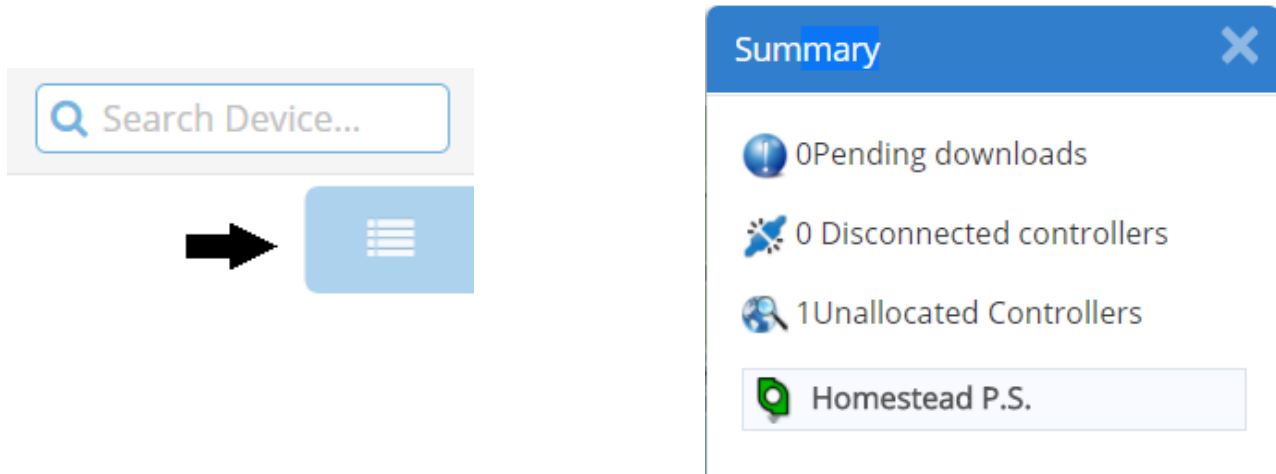 Search Device...
Summary
0Pending downloads
0 Disconnected controllers
1Unallocated Controllers
Homestead P.S.